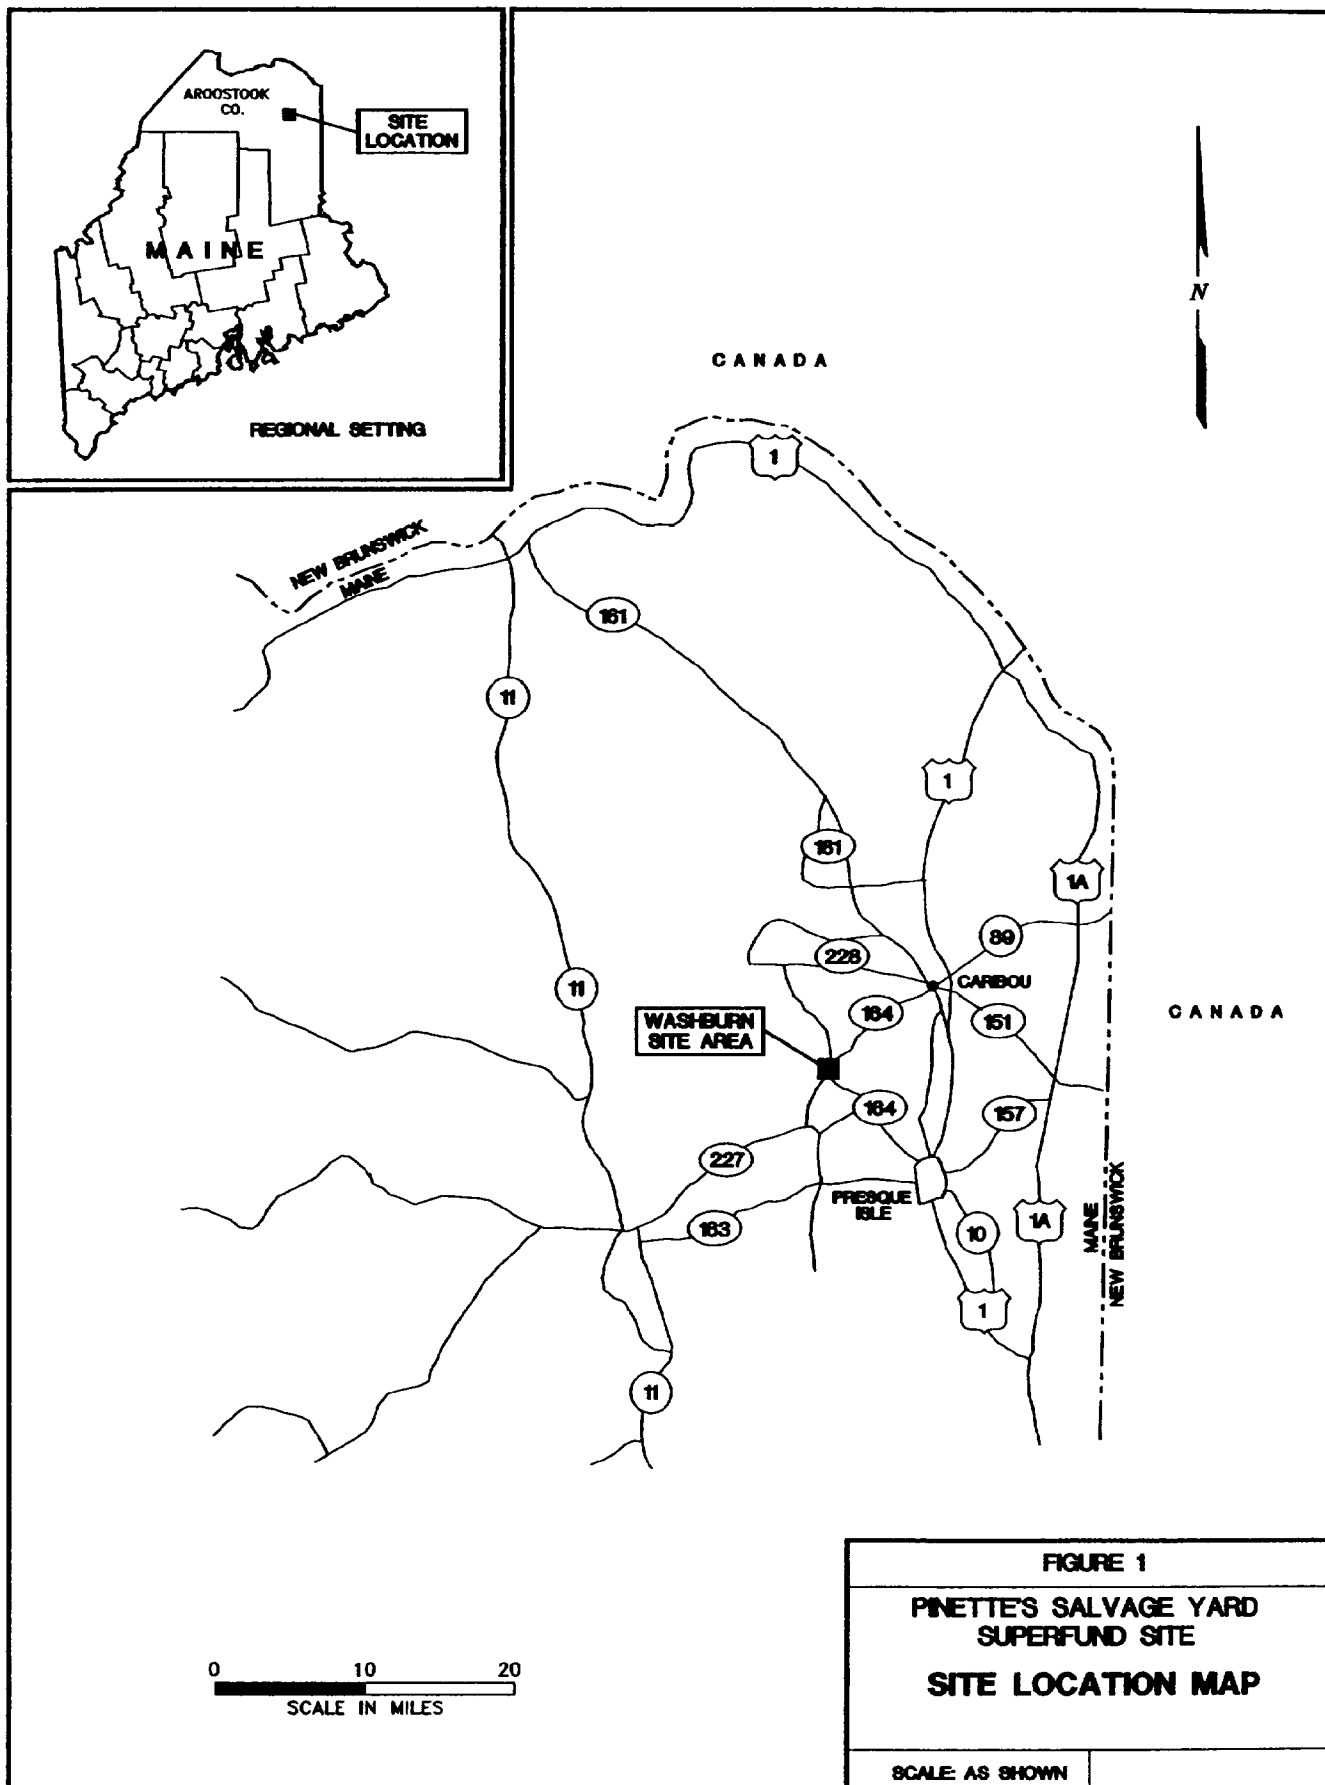 AROOSTOOK
CO.
SITE
LOCATION
MAINE
REGIONAL SETTING
N
CANADA
1
NEW BRUNSWICK
MAINE
161
11
1
161
1A
89
228
CARIBOU
11
164
151
CANADA
WASHBURN
SITE AREA
164
157
227
PRESQUE
ISLE
163
10
1A
MAINE
NEW BRUNSWICK
1
11
FIGURE 1
PINETTE'S SALVAGE YARD
SUPERFUND SITE
SITE LOCATION MAP
0 10 20
SCALE IN MILES
SCALE: AS SHOWN